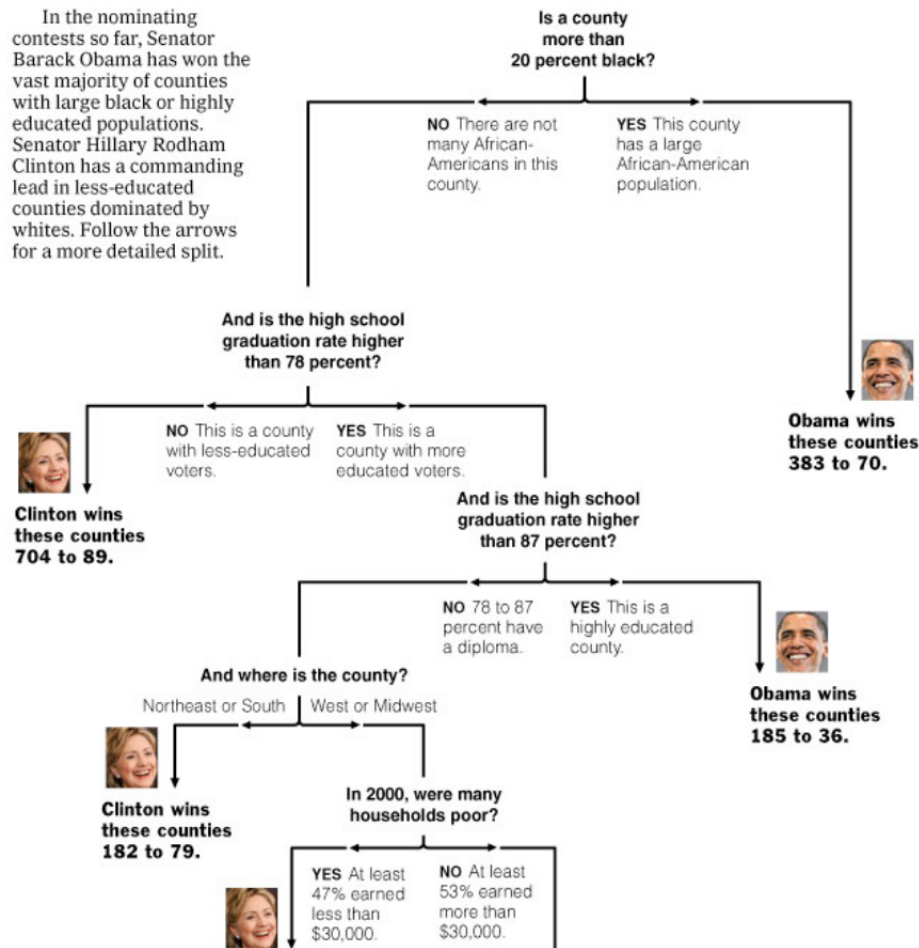 In the nominating
contests so far, Senator
Barack Obama has won the
vast majority of counties
with large black or highly
educated populations.
Senator Hillary Rodham
Clinton has a commanding
lead in less-educated
counties dominated by
whites. Follow the arrows
for a more detailed split.
Is a county
more than
20 percent black?
NO There are not
many African-
Americans in this
county.
YES This county
has a large
African-American
population.
And is the high school
graduation rate higher
than 78 percent?
Obama wins
these counties
383 to 70.
NO This is a county
with less-educated
voters.
YES This is a
county with more
educated voters.
Clinton wins
these counties
704 to 89.
And is the high school
graduation rate higher
than 87 percent?
NO 78 to 87
percent have
a diploma.
YES This is a
highly educated
county.
Obama wins
these counties
185 to 36.
And where is the county?
Northeast or South
West or Midwest
Clinton wins
these counties
182 to 79.
In 2000, were many
households poor?
YES At least
47% earned
less than
$30,000.
NO At least
53% earned
more than
$30,000.